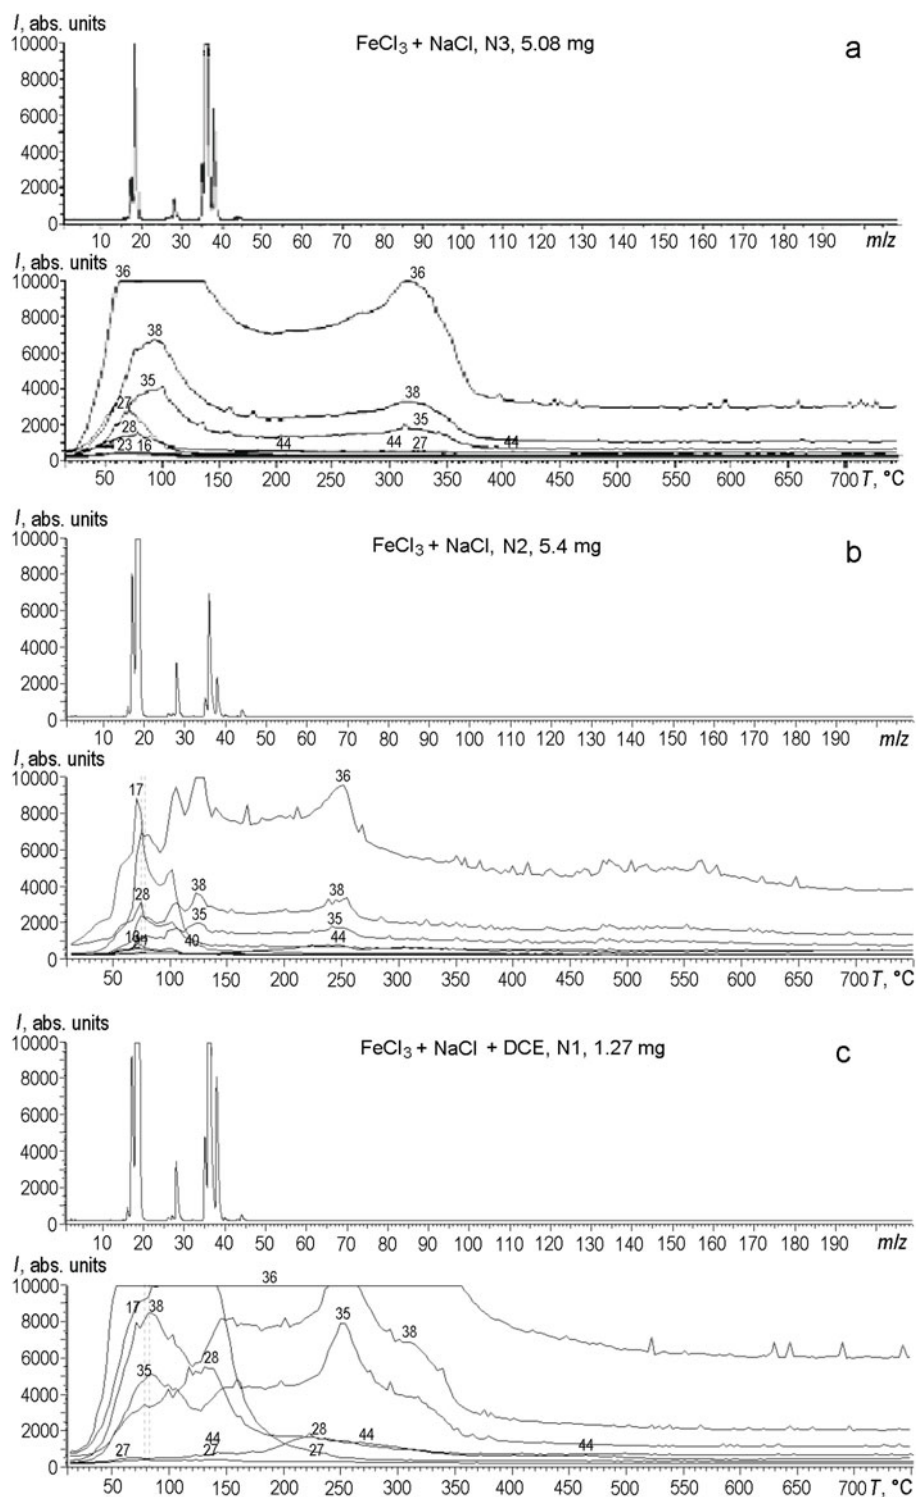 I, abs. units
FeCl3 + NaCl, N3, 5.08 mg
a
10000
8000
6000
4000
2000
0
10 20 30 40 50 60 70 80 90 100 110 120 130 140 150 160 170 180 190 m/z
I, abs. units
36 36
10000
8000
38
6000
35
4000
27 38
2000
28 35
23 16 44 44 27 44
0
50 100 150 200 250 300 350 400 450 500 550 600 650 700 T, °C
I, abs. units
FeCl3 + NaCl, N2, 5.4 mg
b
10000
8000
6000
4000
2000
0
10 20 30 40 50 60 70 80 90 100 110 120 130 140 150 160 170 180 190 m/z
I, abs. units
10000
17 36
8000
6000
4000
28 38 38
2000
35 35
40 44
0
50 100 150 200 250 300 350 400 450 500 550 600 650 700 T, °C
I, abs. units
FeCl3 + NaCl + DCE, N1, 1.27 mg
c
10000
8000
6000
4000
2000
0
10 20 30 40 50 60 70 80 90 100 110 120 130 140 150 160 170 180 190 m/z
I, abs. units
36
10000
17 38 35
8000
38
6000
35 28
4000
2000
27 44 27 28 44 27 44
0
50 100 150 200 250 300 350 400 450 500 550 600 650 700 T, °C